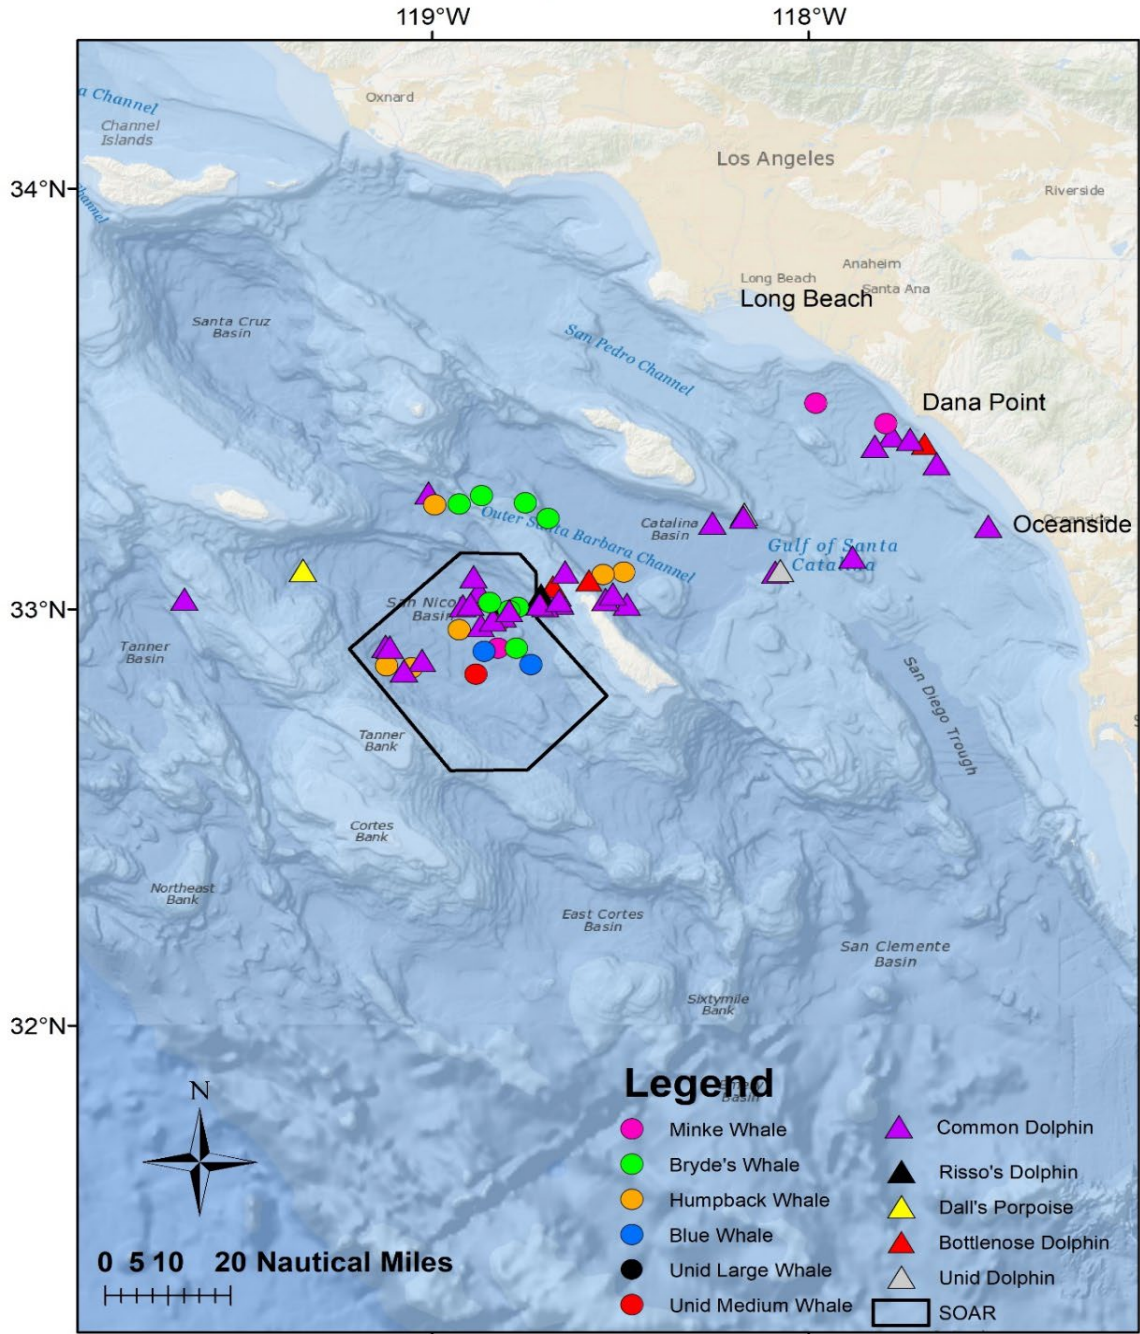 119°W
118°W
a Channel
Channel
Islands
Oxnard
Los Angeles
34°N
Riverside
Channel
Anaheim
Long Beach
Santa Ana
Long Beach
Santa Cruz
Basin
San Pedro Channel
Dana Point
Outer Santa Barbara Channel
Catalina
Basin
Oceanside
Gulf of Santa
Catalina
33°N
San Nico
Basin
Tanner
Basin
San Diego Trough
Tanner
Bank
Cortes
Bank
Northeast
Bank
East Cortes
Basin
San Clemente
Basin
Sixtymile
Bank
32°N
Legend
Basin
N
Minke Whale
Bryde's Whale
Humpback Whale
Blue Whale
Unid Large Whale
Unid Medium Whale
Common Dolphin
Risso's Dolphin
Dall's Porpoise
Bottlenose Dolphin
Unid Dolphin
SOAR
0 5 10 20 Nautical Miles